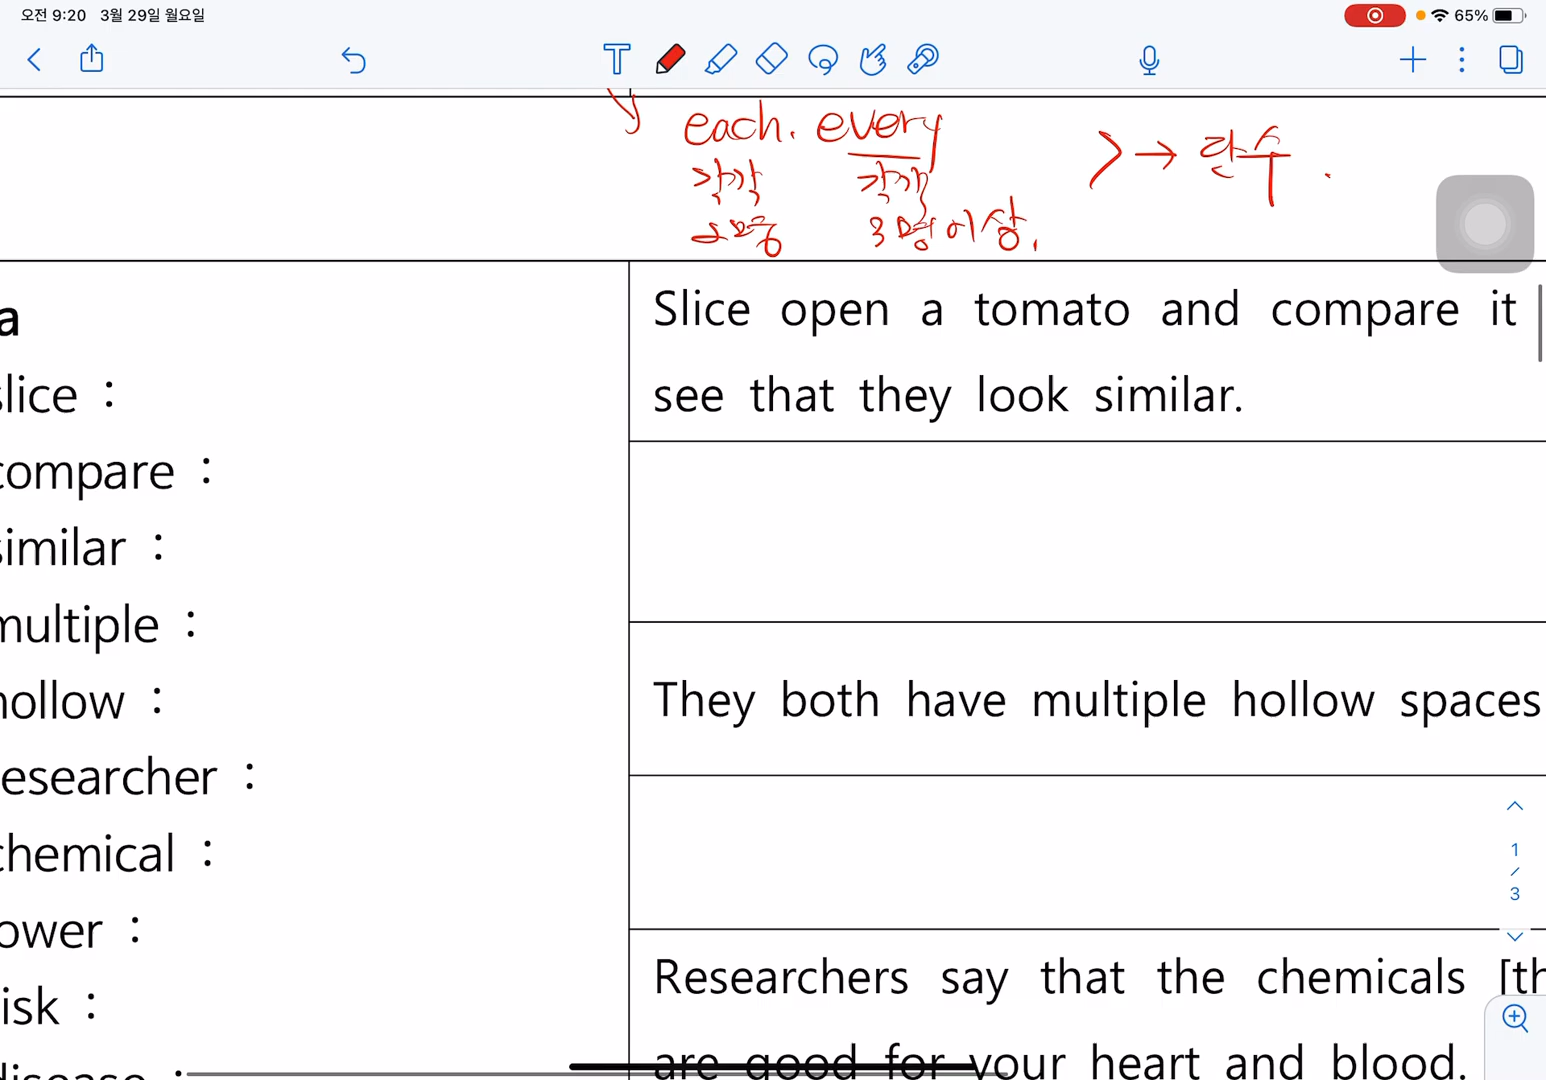 오전 9:20 3월 29일 월요일
65%
each. every
각각 각각 → 단수.
3명이상.
a
slice :
compare :
similar :
multiple :
hollow :
esearcher :
chemical :
ower :
isk :
disease :
Slice open a tomato and compare it
see that they look similar.
They both have multiple hollow spaces
Researchers say that the chemicals [th
are good for your heart and blood.
1
/
3